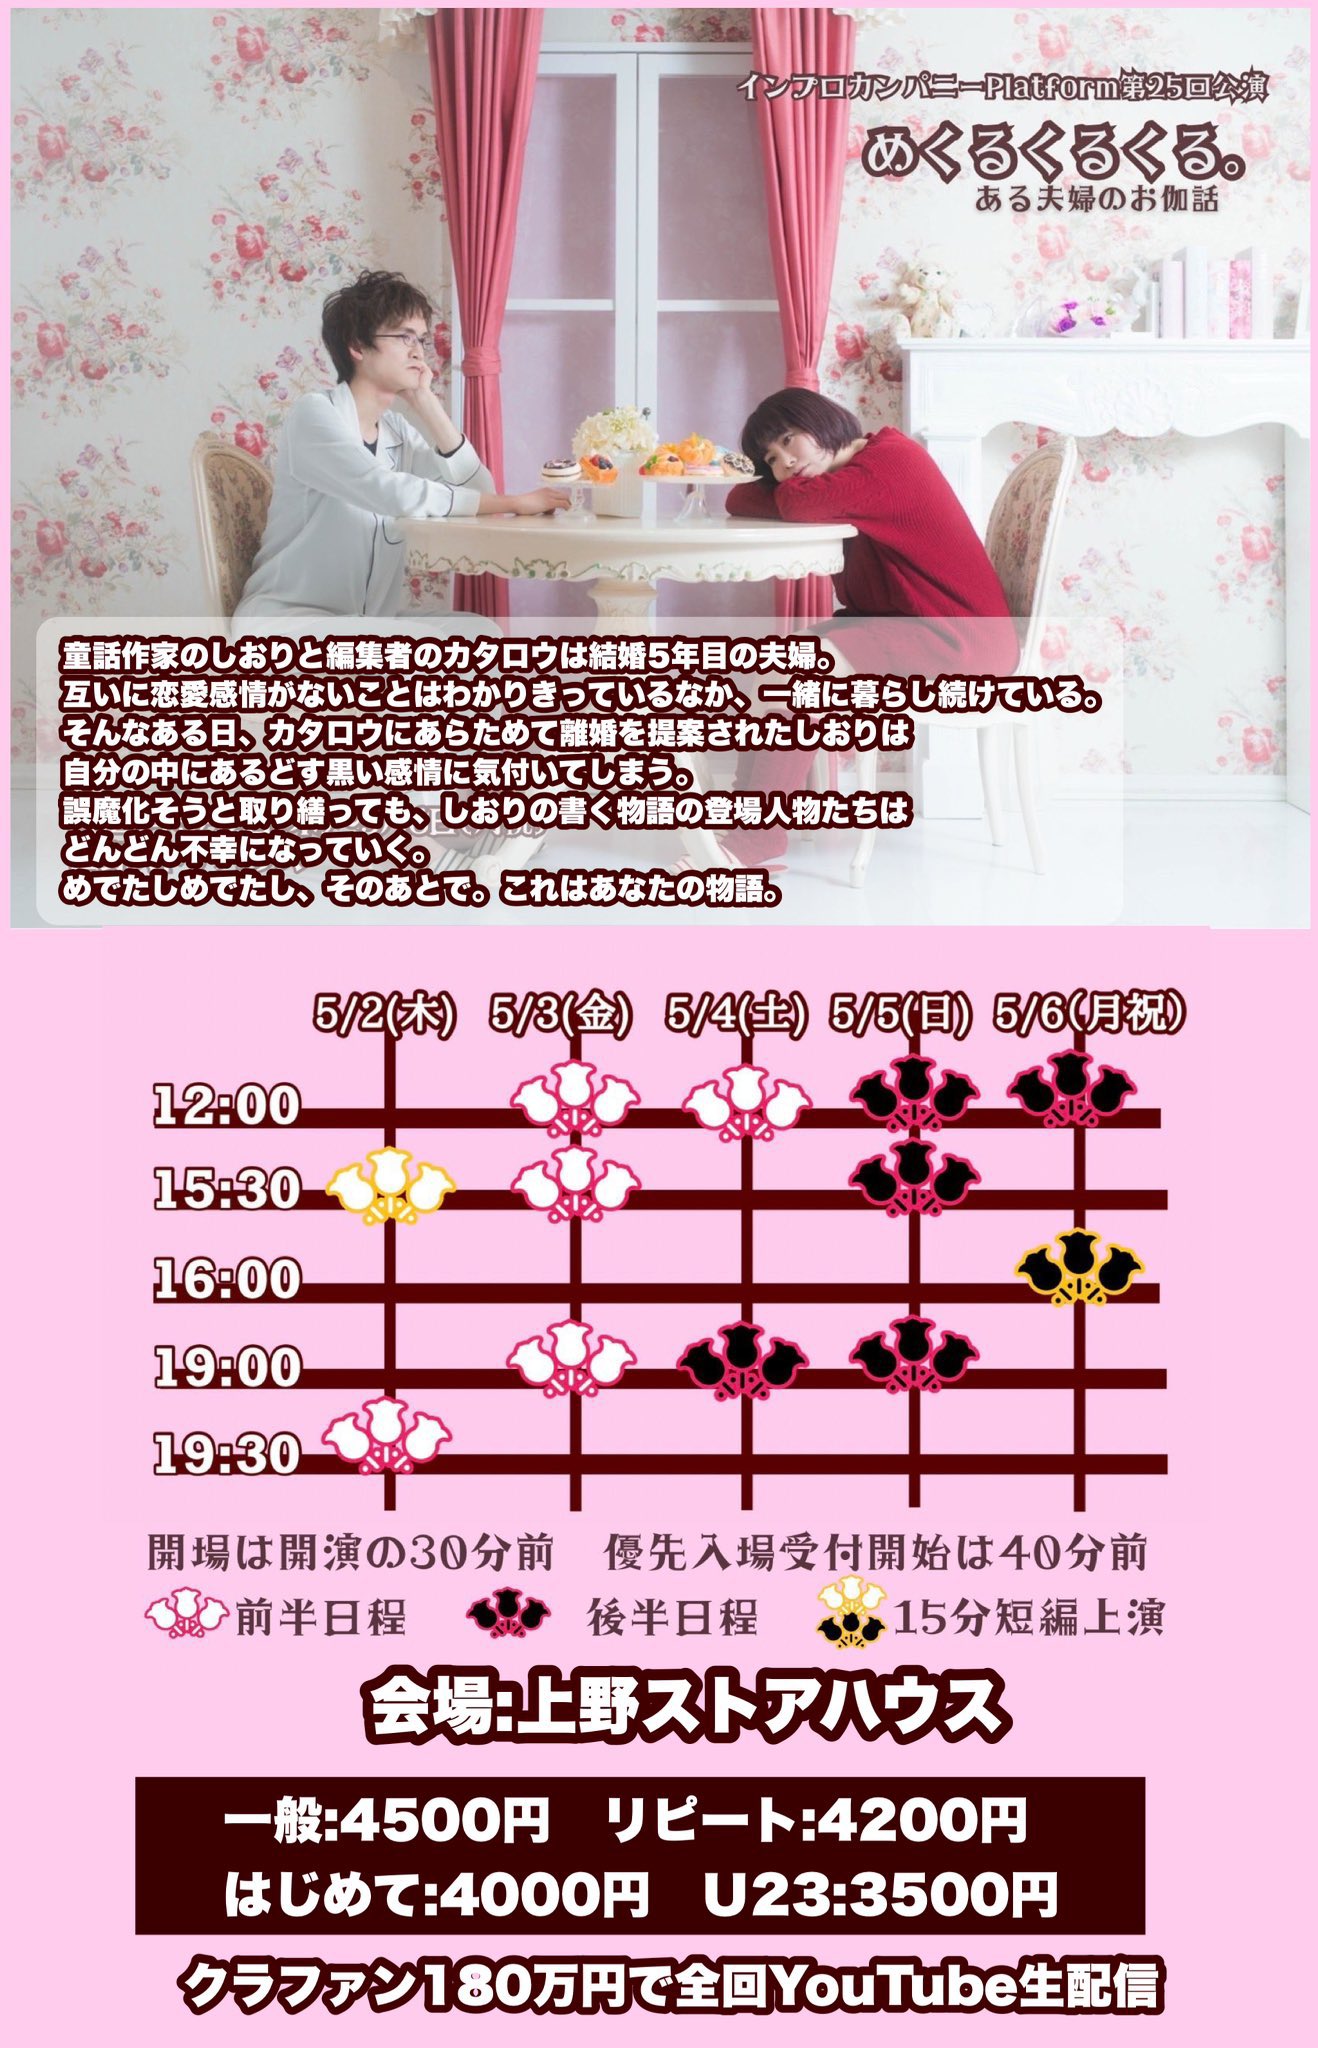 インプロカンパニーPlatform第25回公演
めくるくるくる。
ある夫婦のお伽話
童話作家のしおりと編集者のカタロウは結婚5年目の夫婦。
互いに恋愛感情がないことはわかりきっているなか、一緒に暮らし続けている。
そんなある日、カタロウにあらためて離婚を提案されたしおりは
自分の中にあるどす黒い感情に気付いてしまう。
誤魔化そうと取り繕っても、しおりの書く物語の登場人物たちは
どんどん不幸になっていく。
めでたしめでたし、そのあとで。これはあなたの物語。
5/2(木) 5/3(金) 5/4(土) 5/5(日) 5/6(月祝)
12:00
15:30
16:00
19:00
19:30
開場は開演の30分前 優先入場受付開始は40分前
前半日程 後半日程 15分短編上演
会場:上野ストアハウス
一般:4500円 リピート:4200円
はじめて:4000円 U23:3500円
クラファン180万円で全回YouTube生配信